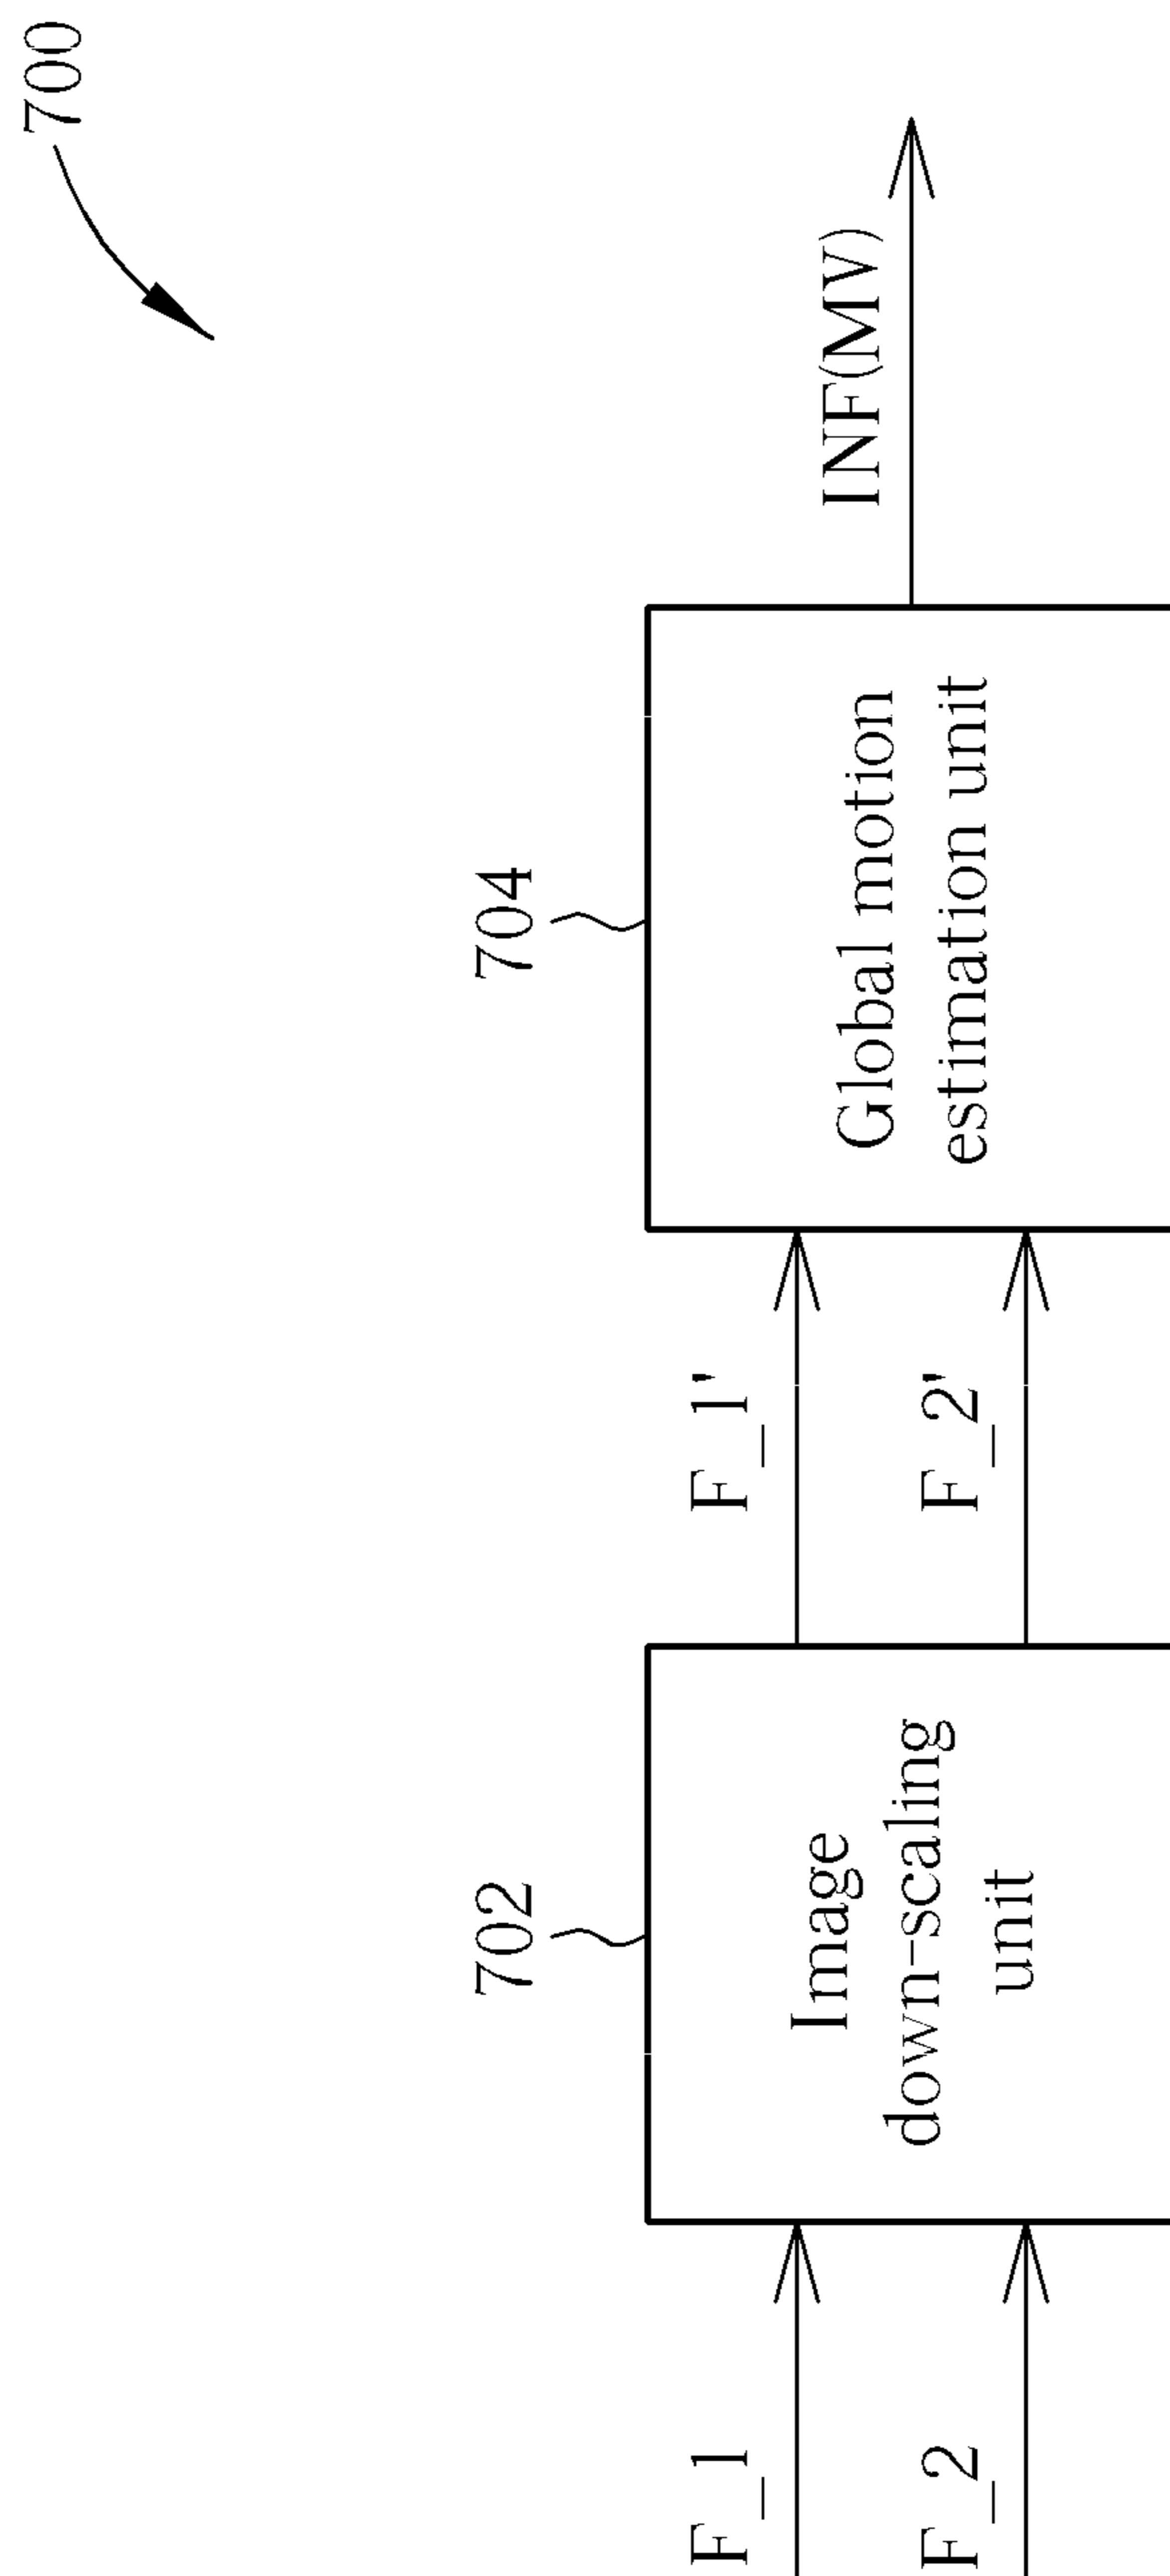 700
702
704
F_1
F_2
Image
down-scaling
unit
F_1'
F_2'
Global motion
estimation unit
INF(MV)